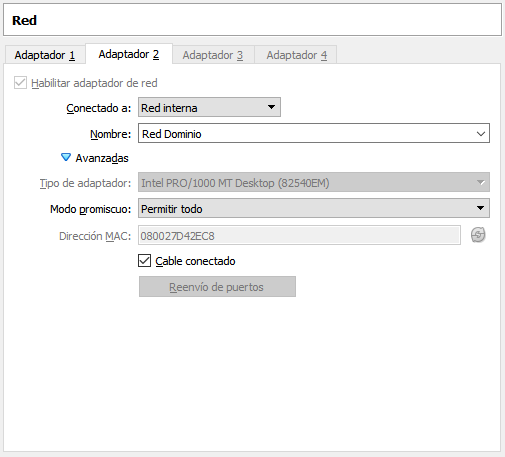 Red
Adaptador 1 Adaptador 2 Adaptador 3 Adaptador 4
Habilitar adaptador de red
Conectado a: Red interna
Nombre: Red Dominio
Avanzadas
Tipo de adaptador: Intel PRO/1000 MT Desktop (82540EM)
Modo promiscuo: Permitir todo
Dirección MAC: 080027D42EC8
Cable conectado
Reenvío de puertos